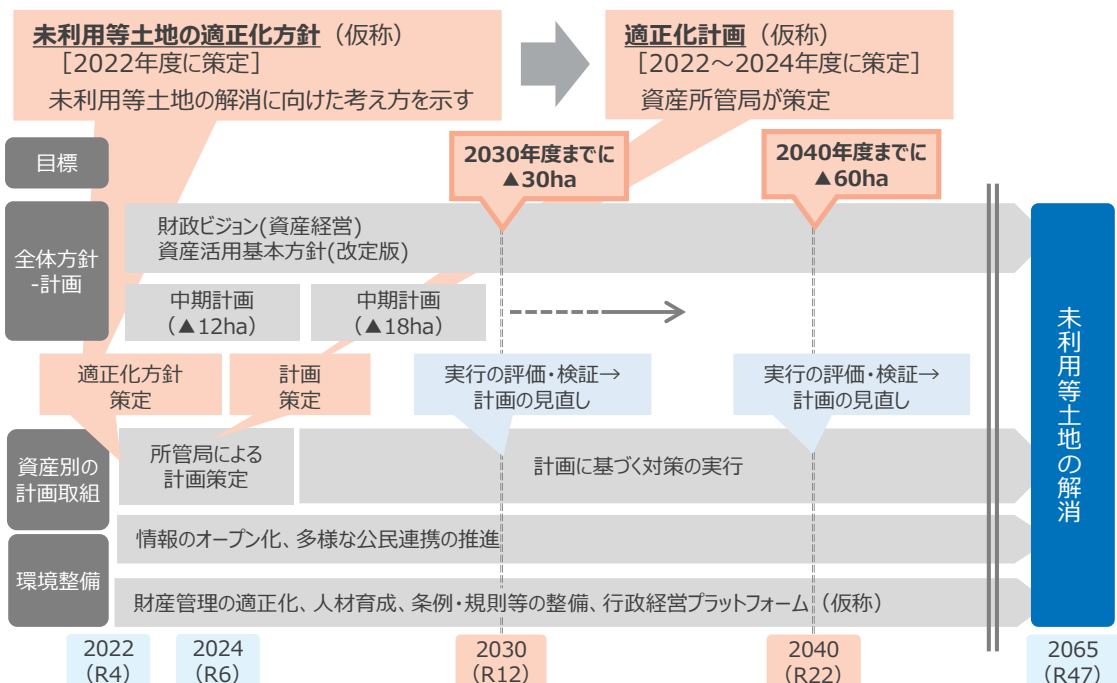 未利用等土地の適正化方針（仮称）
［2022年度に策定］
未利用等土地の解消に向けた考え方を示す
適正化計画（仮称）
［2022～2024年度に策定］
資産所管局が策定
目標
2030年度までに
▲30ha
2040年度までに
▲60ha
全体方針
-計画
財政ビジョン(資産経営)
資産活用基本方針(改定版)
中期計画
（▲12ha）
中期計画
（▲18ha）
適正化方針
策定
計画
策定
実行の評価・検証→
計画の見直し
実行の評価・検証→
計画の見直し
資産別の
計画取組
所管局による
計画策定
計画に基づく対策の実行
環境整備
情報のオープン化、多様な公民連携の推進
財産管理の適正化、人材育成、条例・規則等の整備、行政経営プラットフォーム（仮称）
未利用等土地の解消
2022
(R4)
2024
(R6)
2030
(R12)
2040
(R22)
2065
(R47)